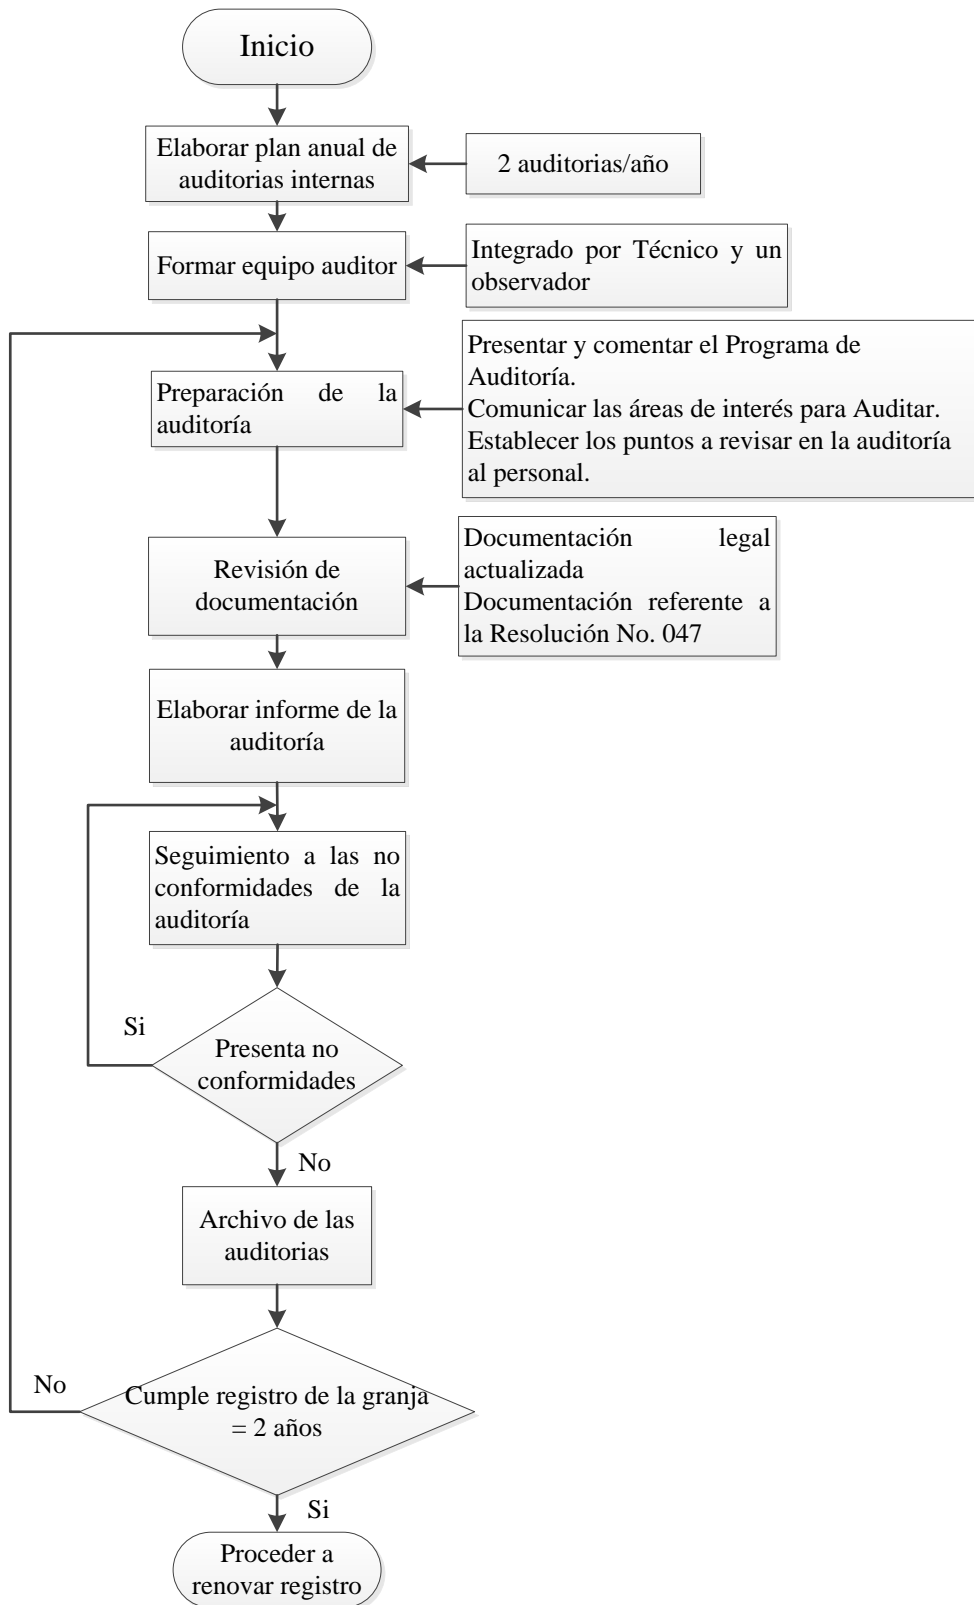 Inicio
Elaborar plan anual de
auditorias internas
2 auditorias/año
Formar equipo auditor
Integrado por Técnico y un
observador
Preparación de la
auditoría
Presentar y comentar el Programa de
Auditoría.
Comunicar las áreas de interés para Auditar.
Establecer los puntos a revisar en la auditoría
al personal.
Revisión de
documentación
Documentación legal
actualizada
Documentación referente a
la Resolución No. 047
Elaborar informe de la
auditoría
Seguimiento a las no
conformidades de la
auditoría
Si
Presenta no
conformidades
No
Archivo de las
auditorias
No
Cumple registro de la granja
= 2 años
Si
Proceder a
renovar registro